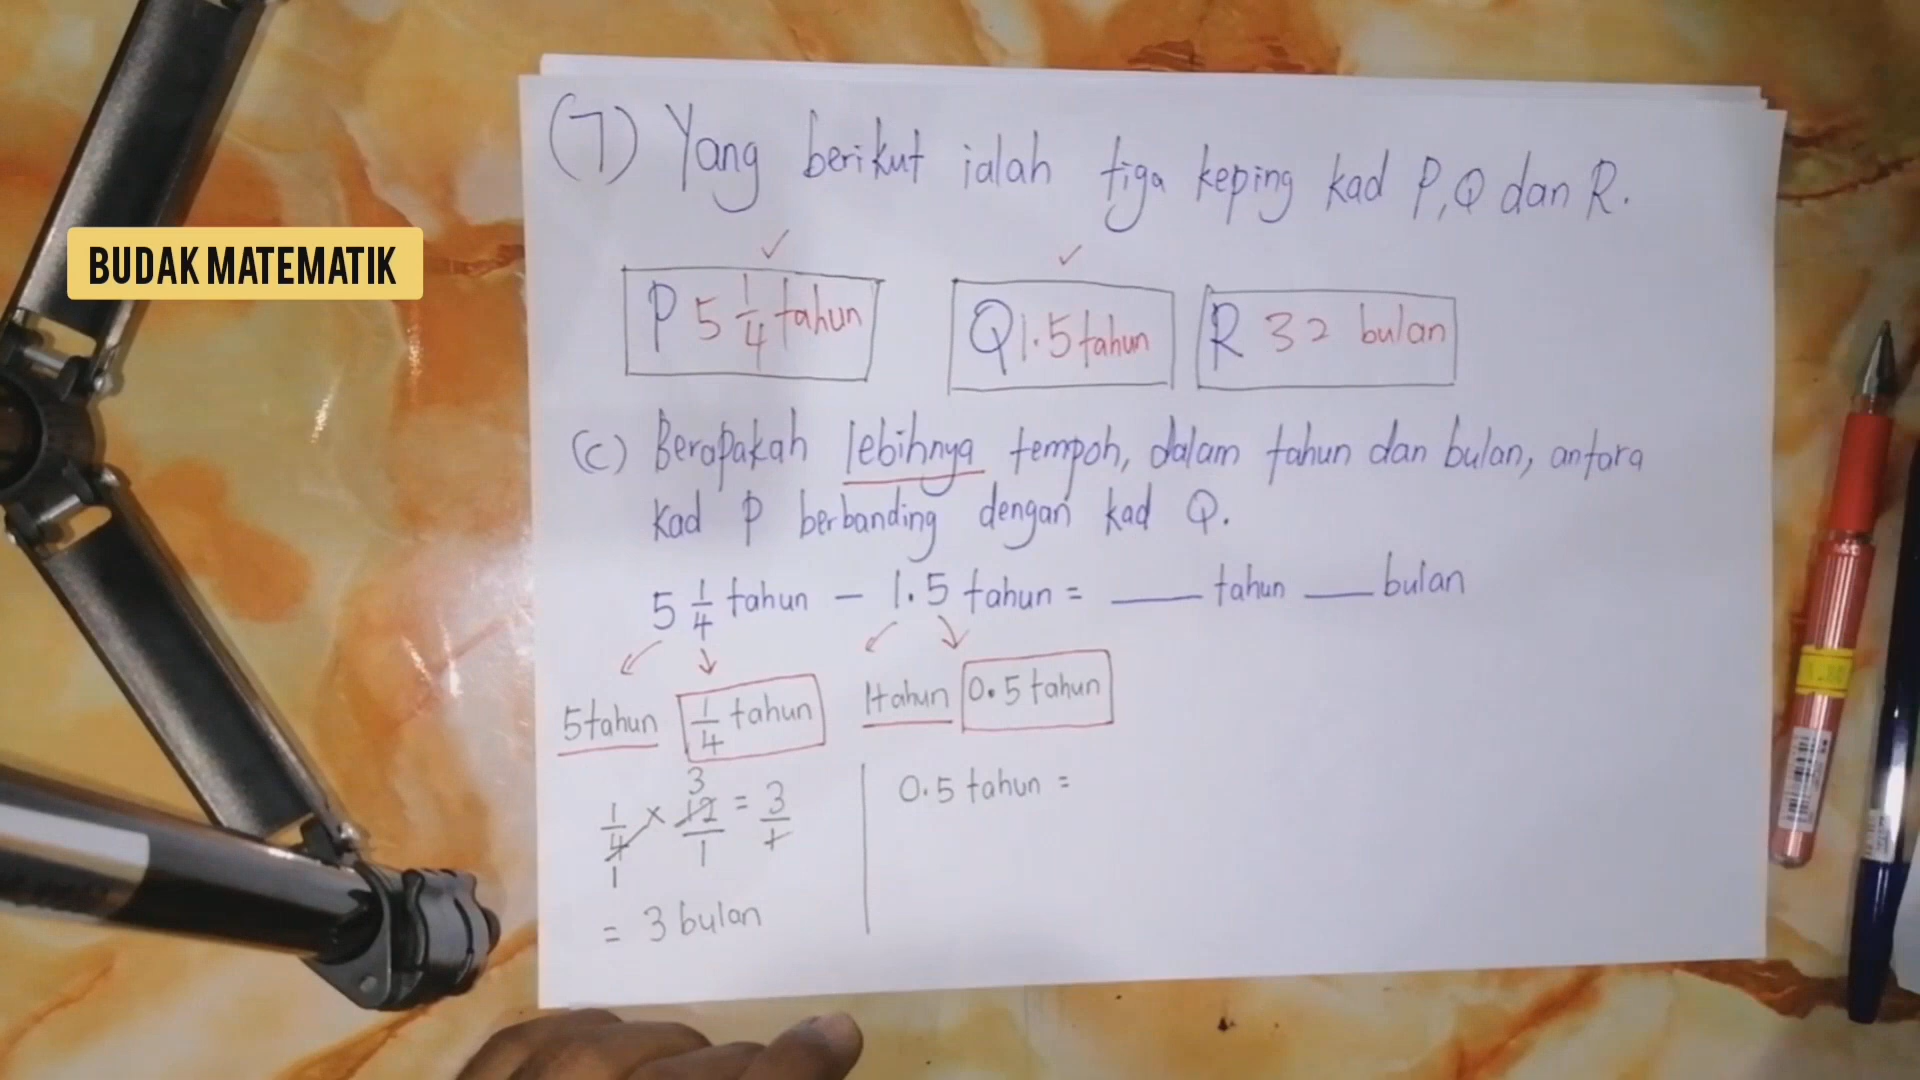 BUDAK MATEMATIK
(7) Yang berikut ialah tiga keping kad P, Q dan R.
P 5 1/4 tahun
Q 1.5 tahun
R 32 bulan
(c) Berapakah lebihnya tempoh, dalam tahun dan bulan, antara
kad P berbanding dengan kad Q.
5 1/4 tahun - 1.5 tahun = ___ tahun ___ bulan
5 tahun 1/4 tahun 1 tahun 0.5 tahun
3
1/4 x 12/1 = 3/1
1
= 3 bulan
0.5 tahun =